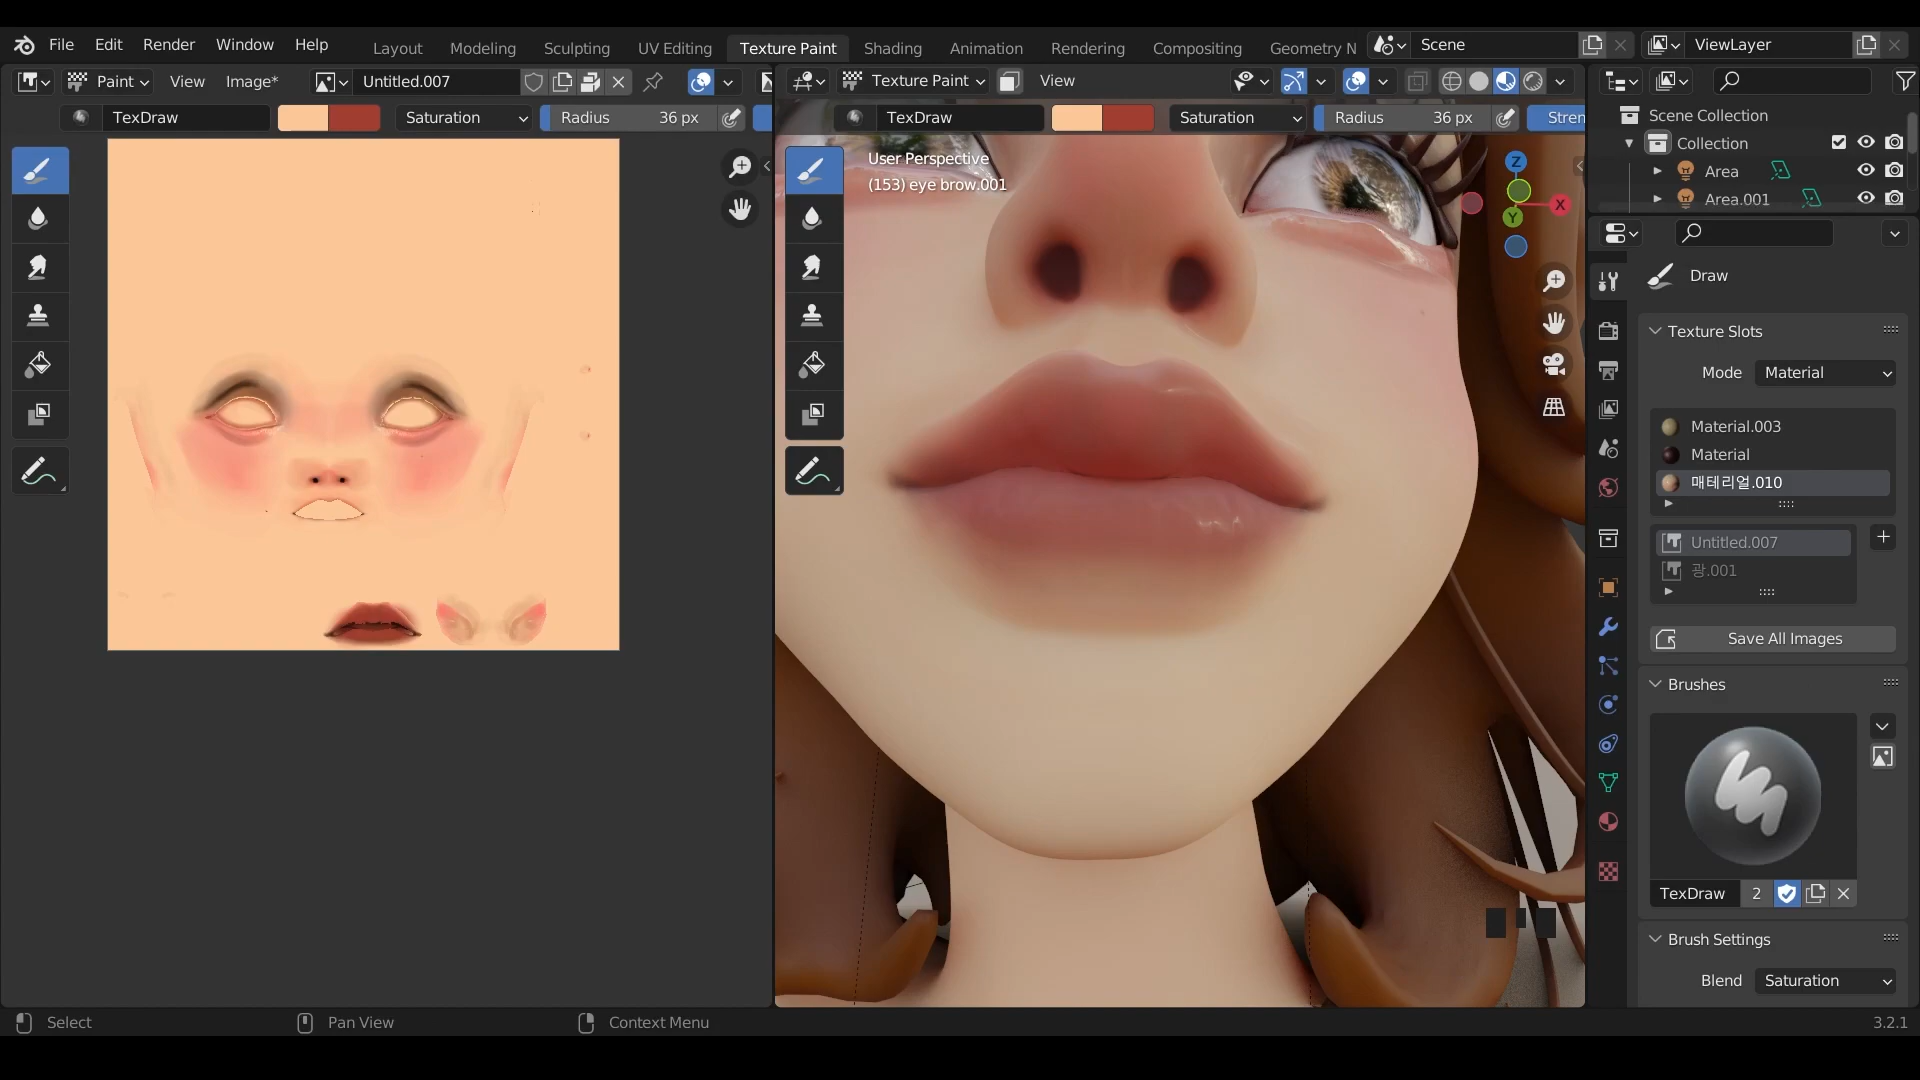 File Edit Render Window Help Layout Modeling Sculpting UV Editing Texture Paint Shading Animation Rendering Compositing Geometry N Scene ViewLayer
Paint View Image* Untitled.007 Texture Paint View
TexDraw Saturation Radius 36 px TexDraw Saturation Radius 36 px Stren
User Perspective
(153) eye brow.001
Z
X
Y
Scene Collection
Collection
Area
Area.001
Draw
Texture Slots
Mode Material
Material.003
Material
매테리얼.010
Untitled.007
광.001
Save All Images
Brushes
TexDraw 2
Brush Settings
Blend Saturation
Select Pan View Context Menu 3.2.1